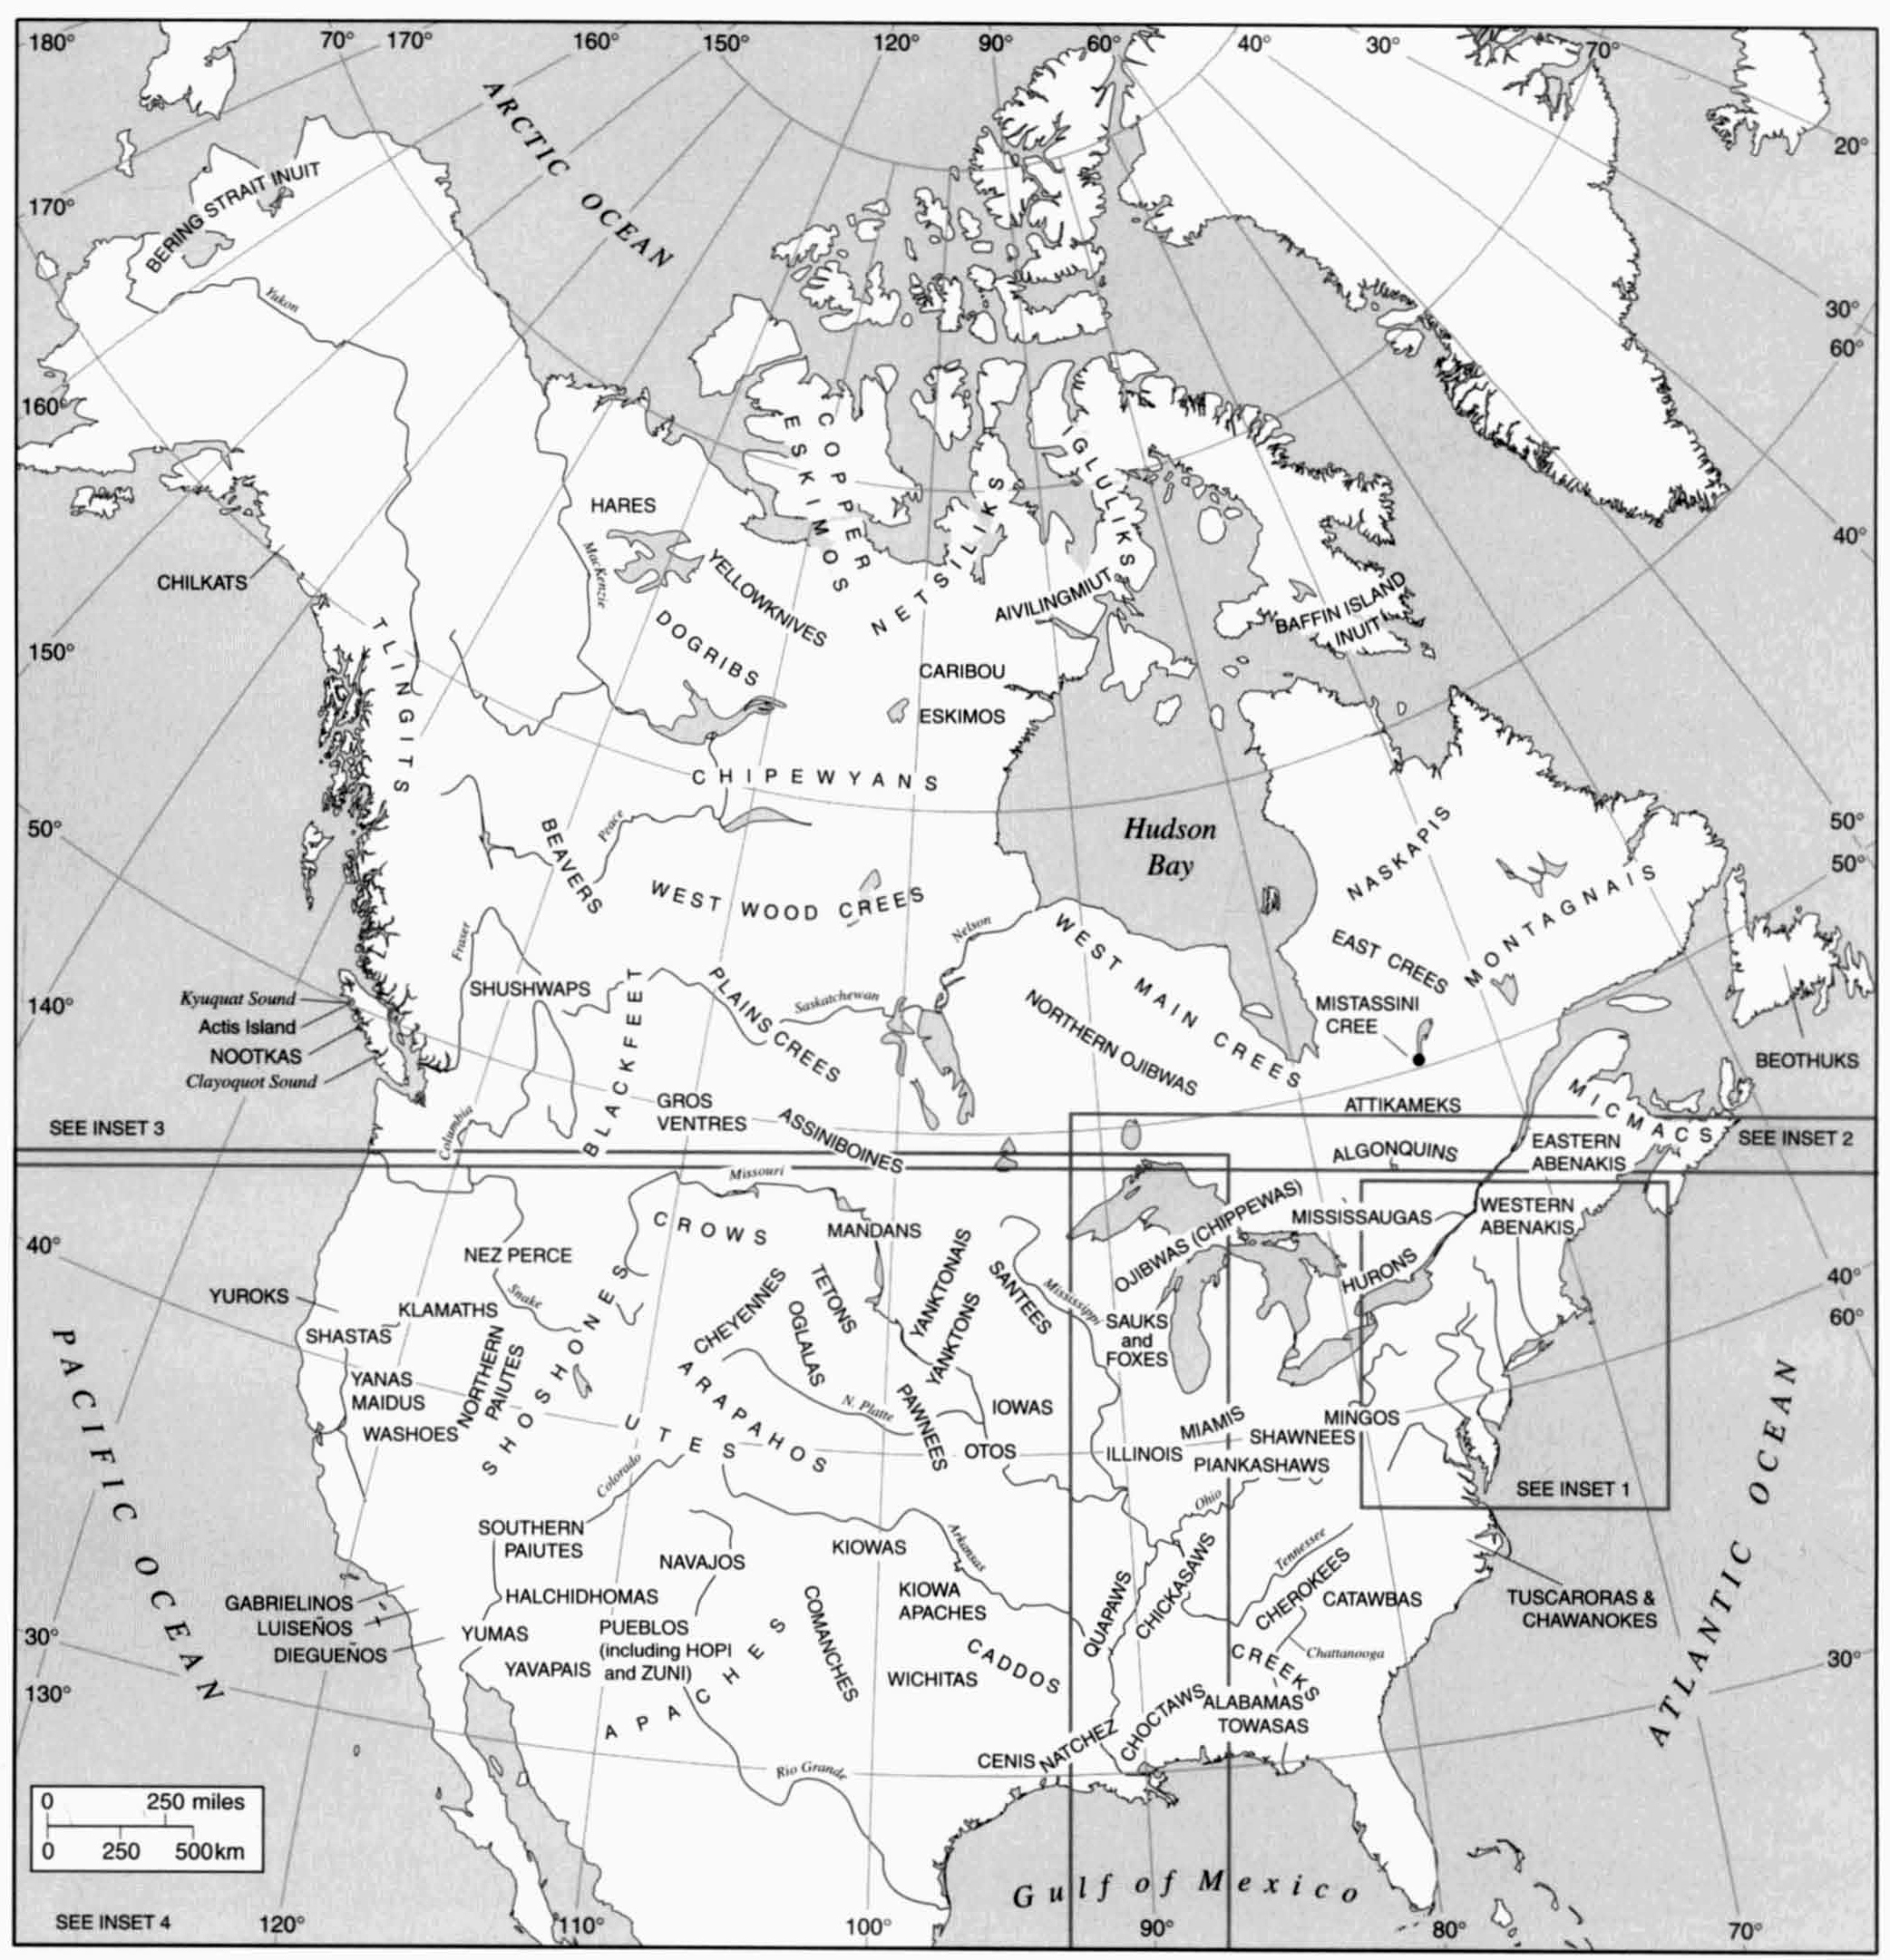 180°
70°
170°
160°
150°
120°
90°
60°
40°
30°
70°
20°
170°
30°
60°
160°
40°
150°
50°
50°
50°
140°
40°
40°
60°
30°
130°
30°
120°
110°
100°
90°
80°
70°
ARCTIC OCEAN
BERING STRAIT INUIT
Yukon
COPPER
ESKIMOS
IGLULIKS
HARES
MacKenzie
YELLOWKNIVES
NETSILIKS
AIVILINGMIUT
BAFFIN ISLAND
INUIT
CHILKATS
DOGRIBS
TLINGITS
CARIBOU
ESKIMOS
CHIPEWYANS
Hudson
Bay
BEAVERS
Peace
WEST WOOD CREES
NASKAPIS
MONTAGNAIS
EAST CREES
Nelson
WEST MAIN CREES
Fraser
SHUSHWAPS
BLACKFEET
PLAINS CREES
Saskatchewan
NORTHERN OJIBWAS
MISTASSINI
CREE
Kyuquat Sound
Actis Island
NOOTKAS
Clayoquot Sound
BEOTHUKS
GROS
VENTRES
ASSINIBOINES
ATTIKAMEKS
MICMACS
Columbia
SEE INSET 3
SEE INSET 2
ALGONQUINS
EASTERN
ABENAKIS
Missouri
CROWS
MANDANS
OJIBWAS (CHIPPEWAS)
MISSISSAUGAS
WESTERN
ABENAKIS
NEZ PERCE
Snake
HURONS
YUROKS
KLAMATHS
SHASTAS
NORTHERN
PAIUTES
SHOSHONES
CHEYENNES
TETONS
OGLALAS
YANKTONAIS
YANKTONS
SANTEES
Mississippi
SAUKS
and
FOXES
YANAS
MAIDUS
WASHOES
ARAPAHOS
UTES
N. Platte
PAWNEES
IOWAS
OTOS
MIAMIS
MINGOS
SHAWNEES
ILLINOIS
PIANKASHAWS
SEE INSET 1
Colorado
Ohio
PACIFIC OCEAN
ATLANTIC OCEAN
SOUTHERN
PAIUTES
NAVAJOS
KIOWAS
Arkansas
Tennessee
CHICKASAWS
CHEROKEES
QUAPAWS
CATAWBAS
TUSCARORAS &
CHAWANOKES
GABRIELINOS
LUISEÑOS
DIEGUEÑOS
HALCHIDHOMAS
YUMAS
YAVAPAIS
PUEBLOS
(including HOPI
and ZUNI)
APACHES
COMANCHES
KIOWA
APACHES
CADDOS
WICHITAS
CREEKS
Chattanooga
CHOCTAWS
ALABAMAS
TOWASAS
CENIS
NATCHEZ
Rio Grande
Gulf of Mexico
0 250 miles
0 250 500km
SEE INSET 4